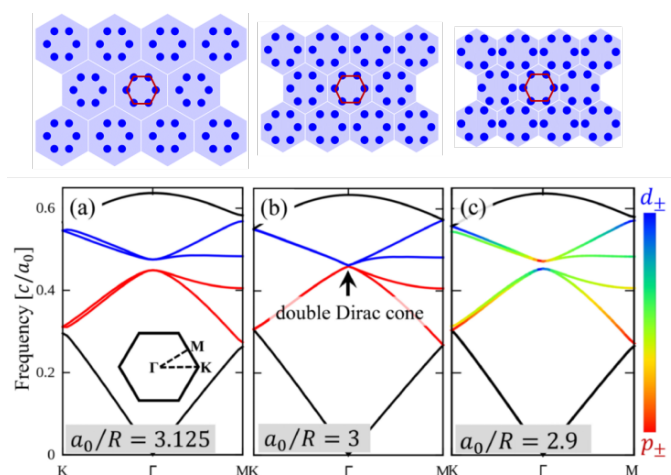 0.6 (a) (b) (c) d±
Frequency [c/a₀]
0.4
double Dirac cone
0.2
M
Γ K
a₀/R = 3.125 a₀/R = 3 a₀/R = 2.9
0 p±
K Γ MK Γ MK Γ M